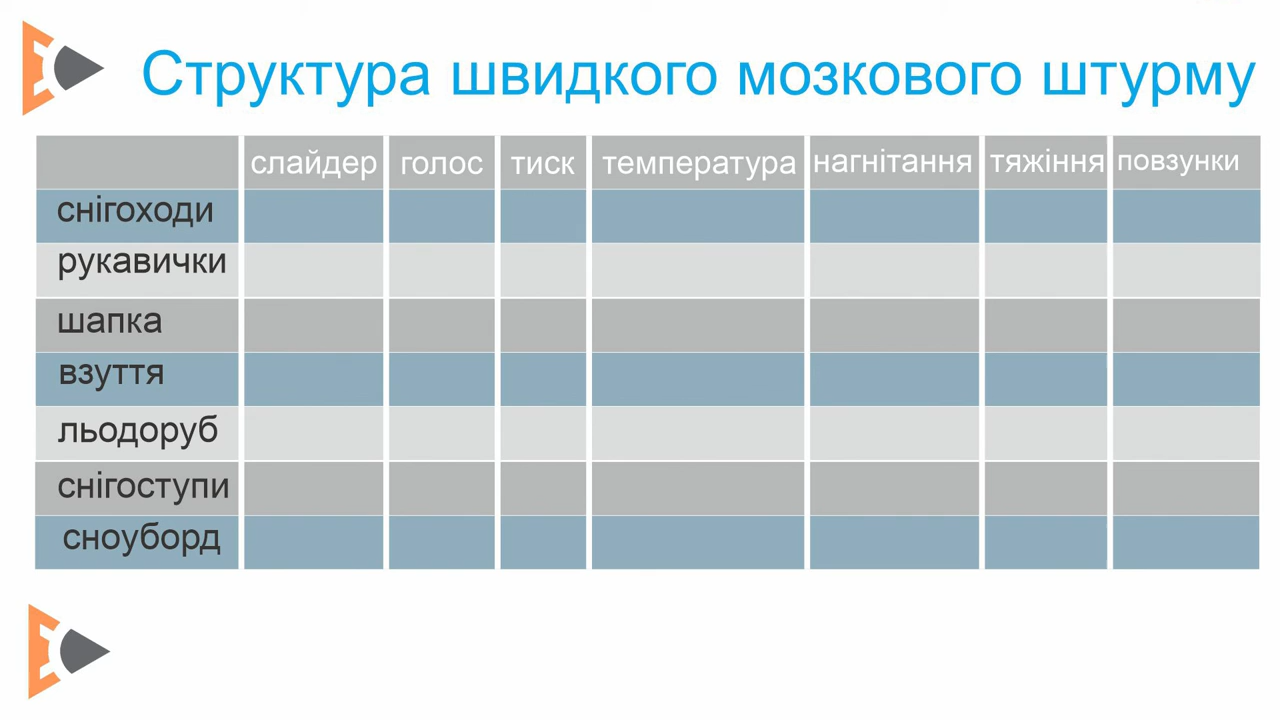 Структура швидкого мозкового штурму
слайдер голос тиск температура нагнітання тяжіння повзунки
снігоходи
рукавички
шапка
взуття
льодоруб
снігоступи
сноуборд